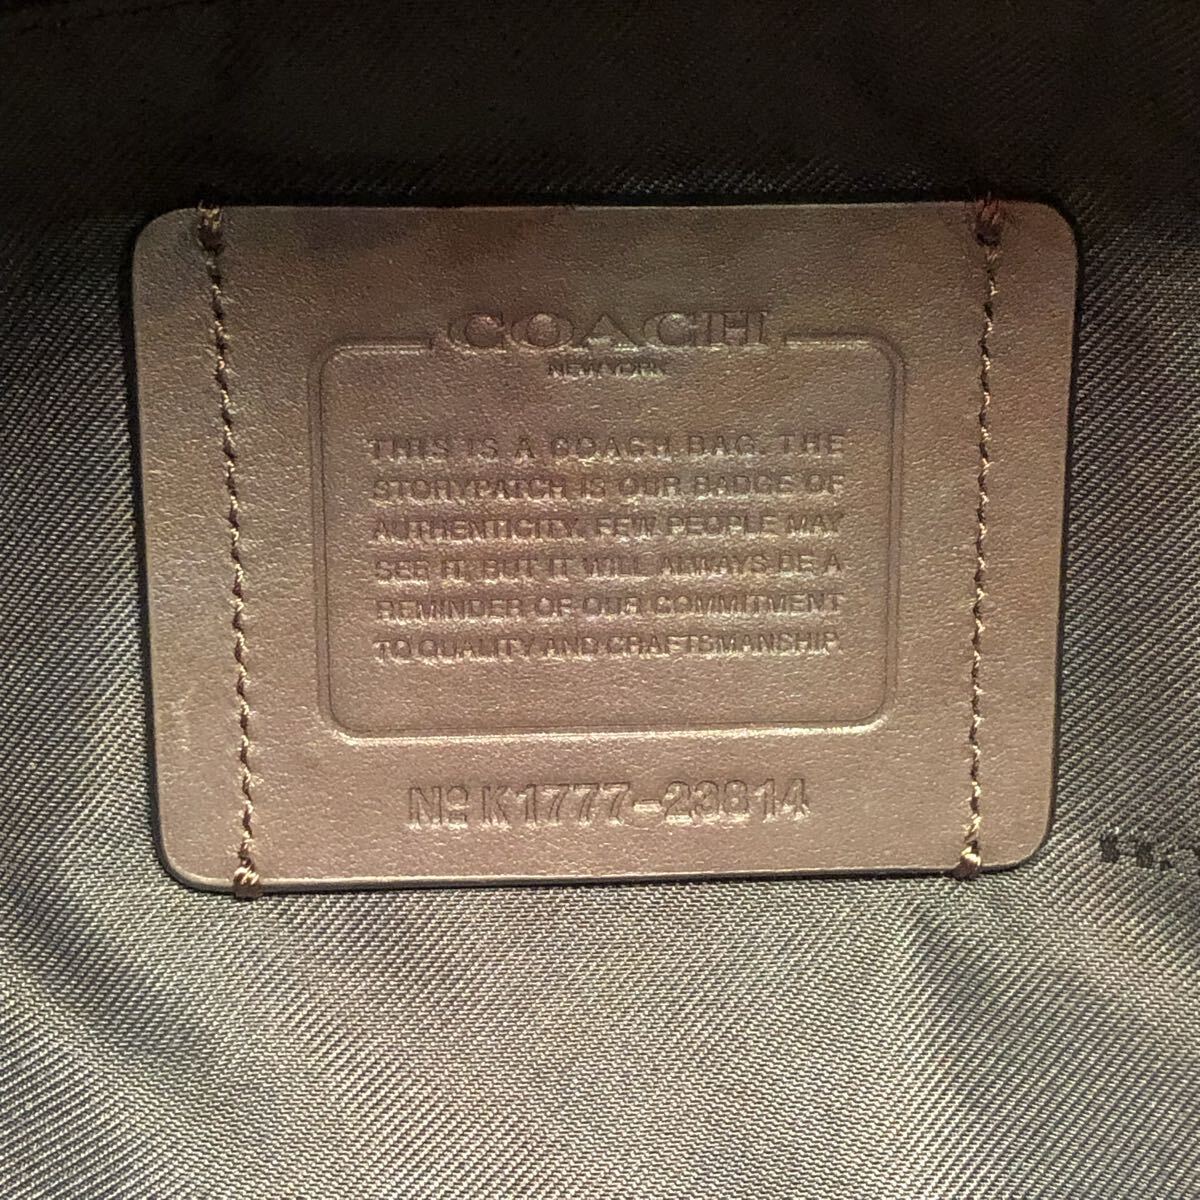 COACH
NEW YORK
THIS IS A COACH BAG. THE
STORYPATCH IS OUR BADGE OF
AUTHENTICITY. FEW PEOPLE MAY
SEE IT, BUT IT WILL ALWAYS BE A
REMINDER OF OUR COMMITMENT
TO QUALITY AND CRAFTSMANSHIP.
Nº K1777-23814